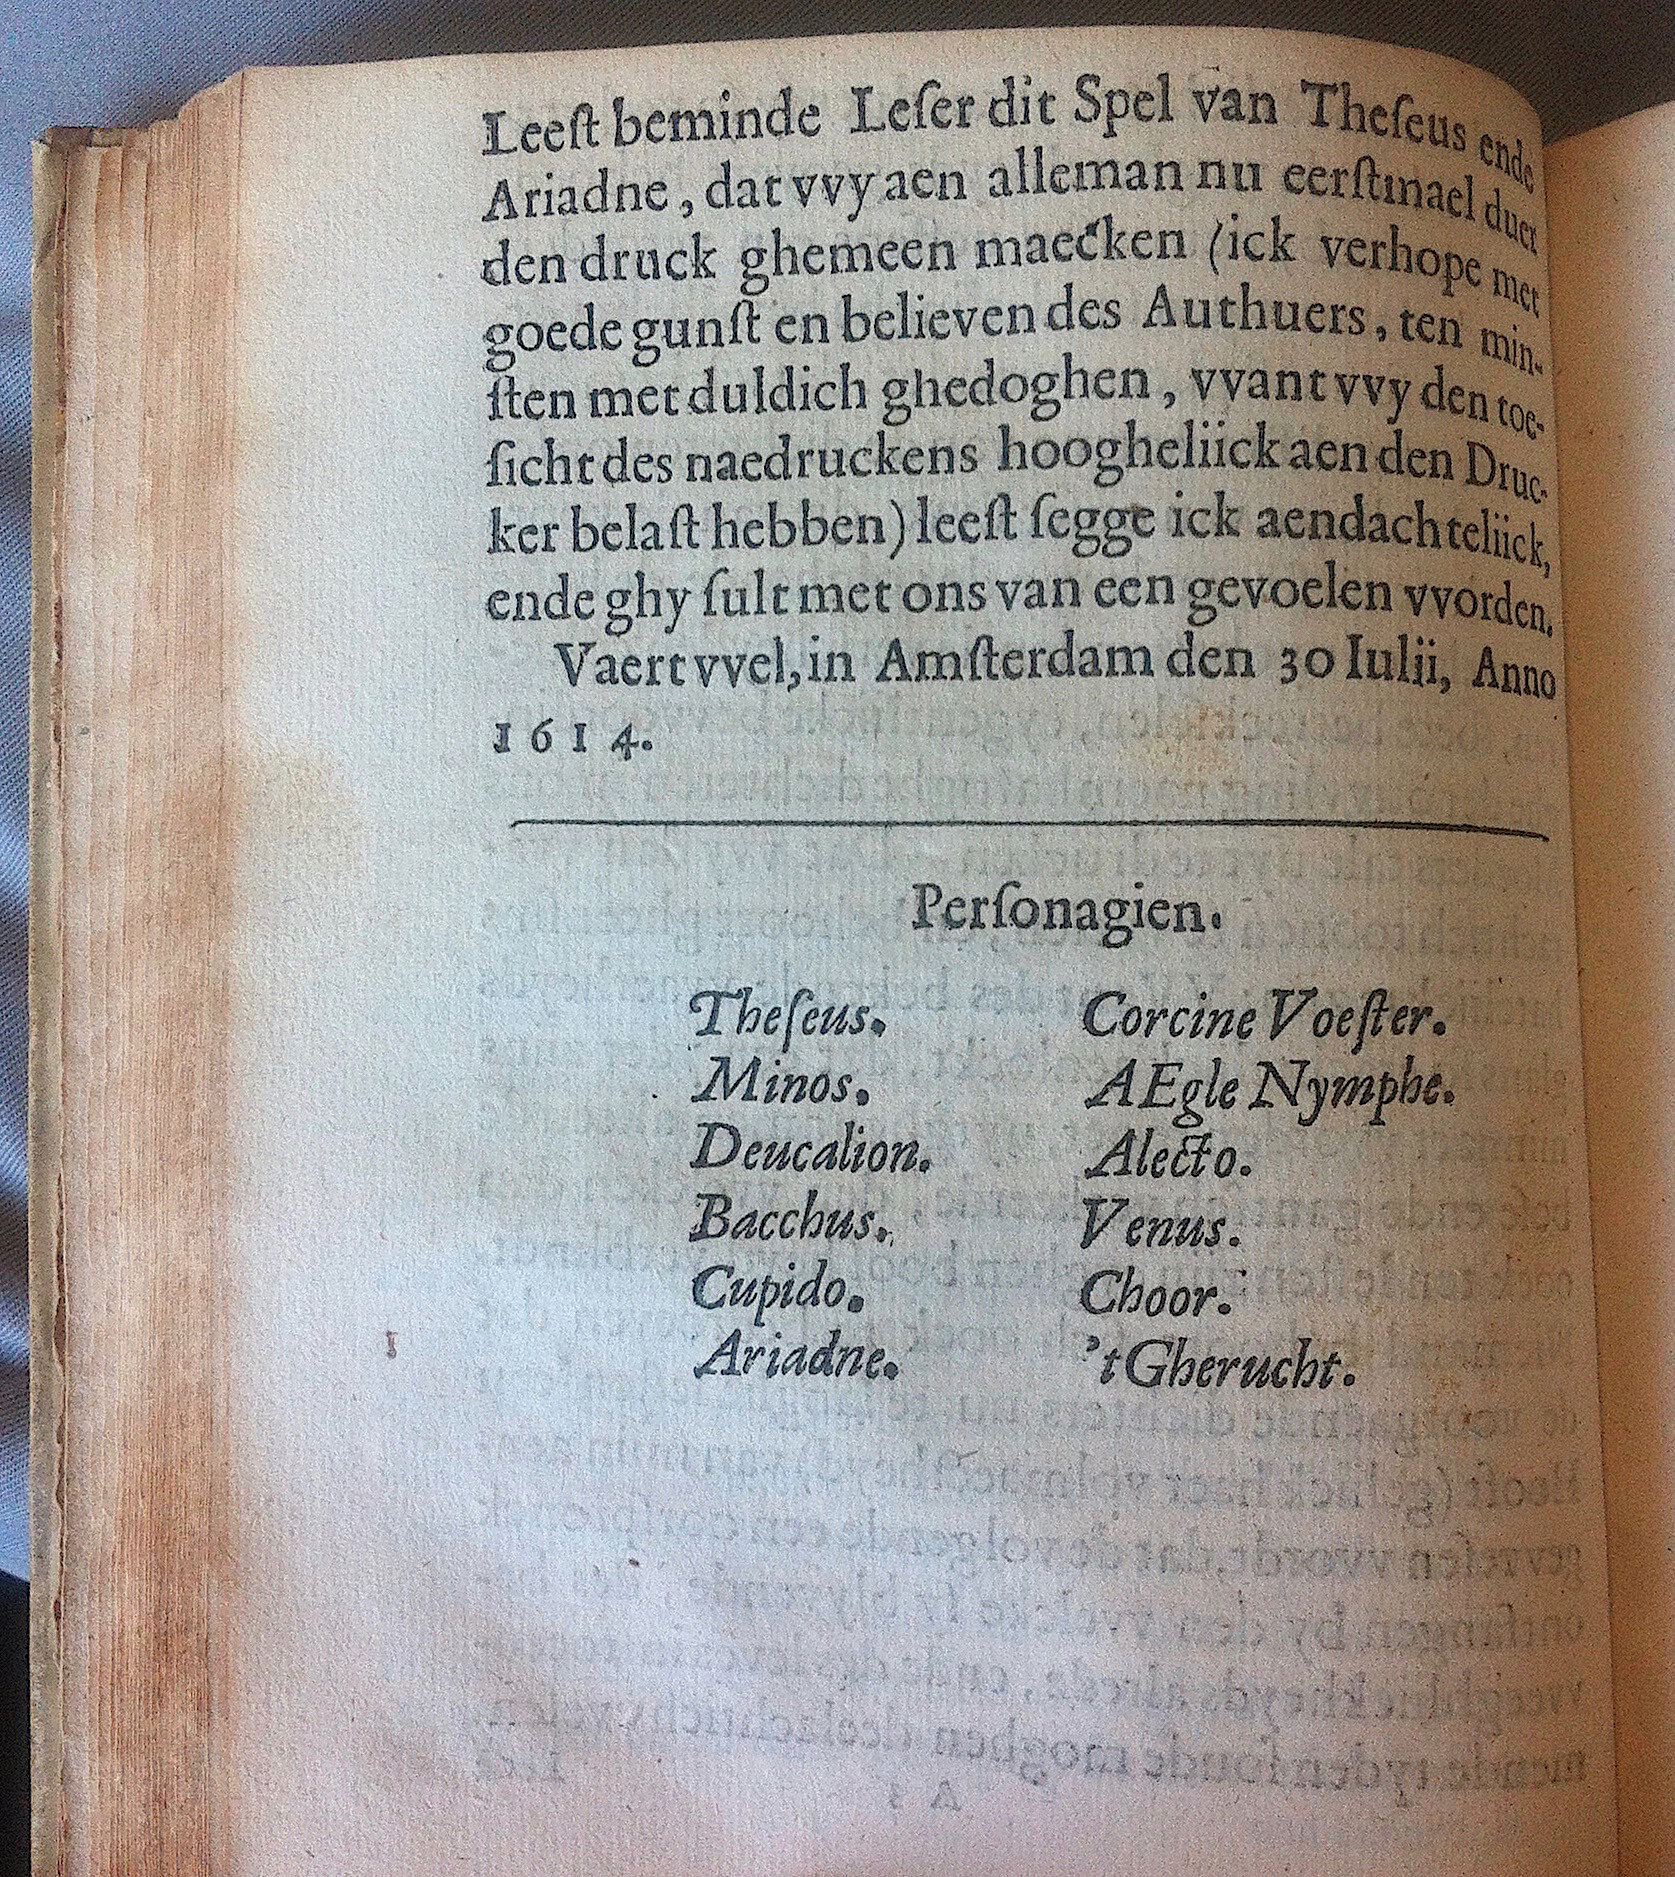 Leeſt beminde Leſer dit Spel van Theſeus ende
Ariadne, dat vvy aen alleman nu eerſtmael duer
den druck ghemeen maecken (ick verhope met
goede gunſt en believen des Authuers, ten min-
ſten met duldich ghedoghen, vvant vvy den toe-
ſicht des naedruckens hoogheliick aen den Druc-
ker belaſt hebben) leeſt ſegge ick aendachteliick,
ende ghy ſult met ons van een gevoelen vvorden.
Vaert vvel, in Amſterdam den 30 Iulii, Anno
1614.
Perſonagien.
Theſeus.
Minos.
Deucalion.
Bacchus.
Cupido.
Ariadne.
Corcine Voeſter.
AEgle Nymphe.
Alecto.
Venus.
Choor.
'tGherucht.